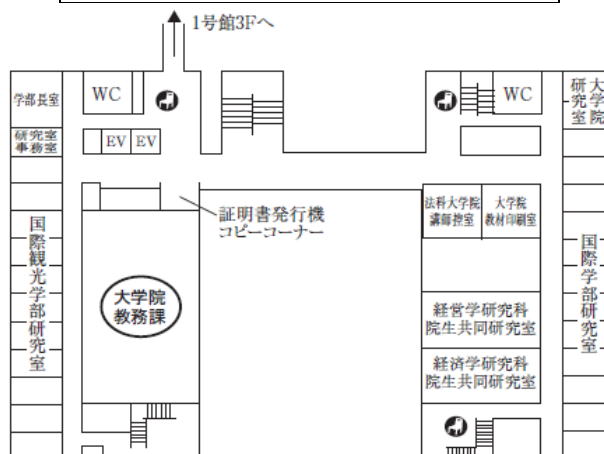 1号館3Fへ
学部長室
WC
WC
大学院
研究室
研究室
事務室
EV
EV
証明書発行機
コピーコーナー
法科大学院
講師控室
大学院
教材印刷室
国際観光学部研究室
大学院
教務課
国際学部研究室
経営学研究科
院生共同研究室
経済学研究科
院生共同研究室